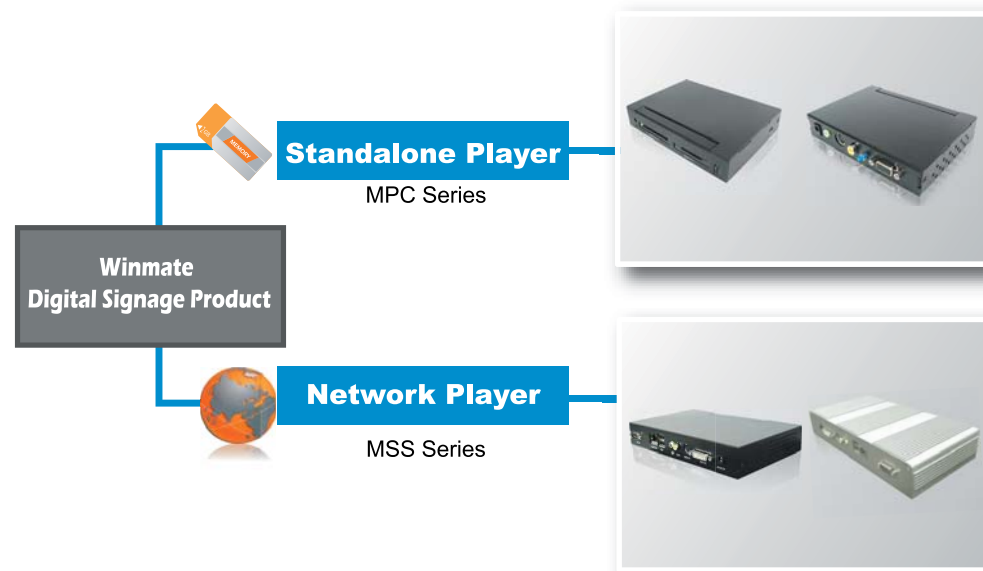 MEMORY
Standalone Player
MPC Series
Winmate
Digital Signage Product
Network Player
MSS Series